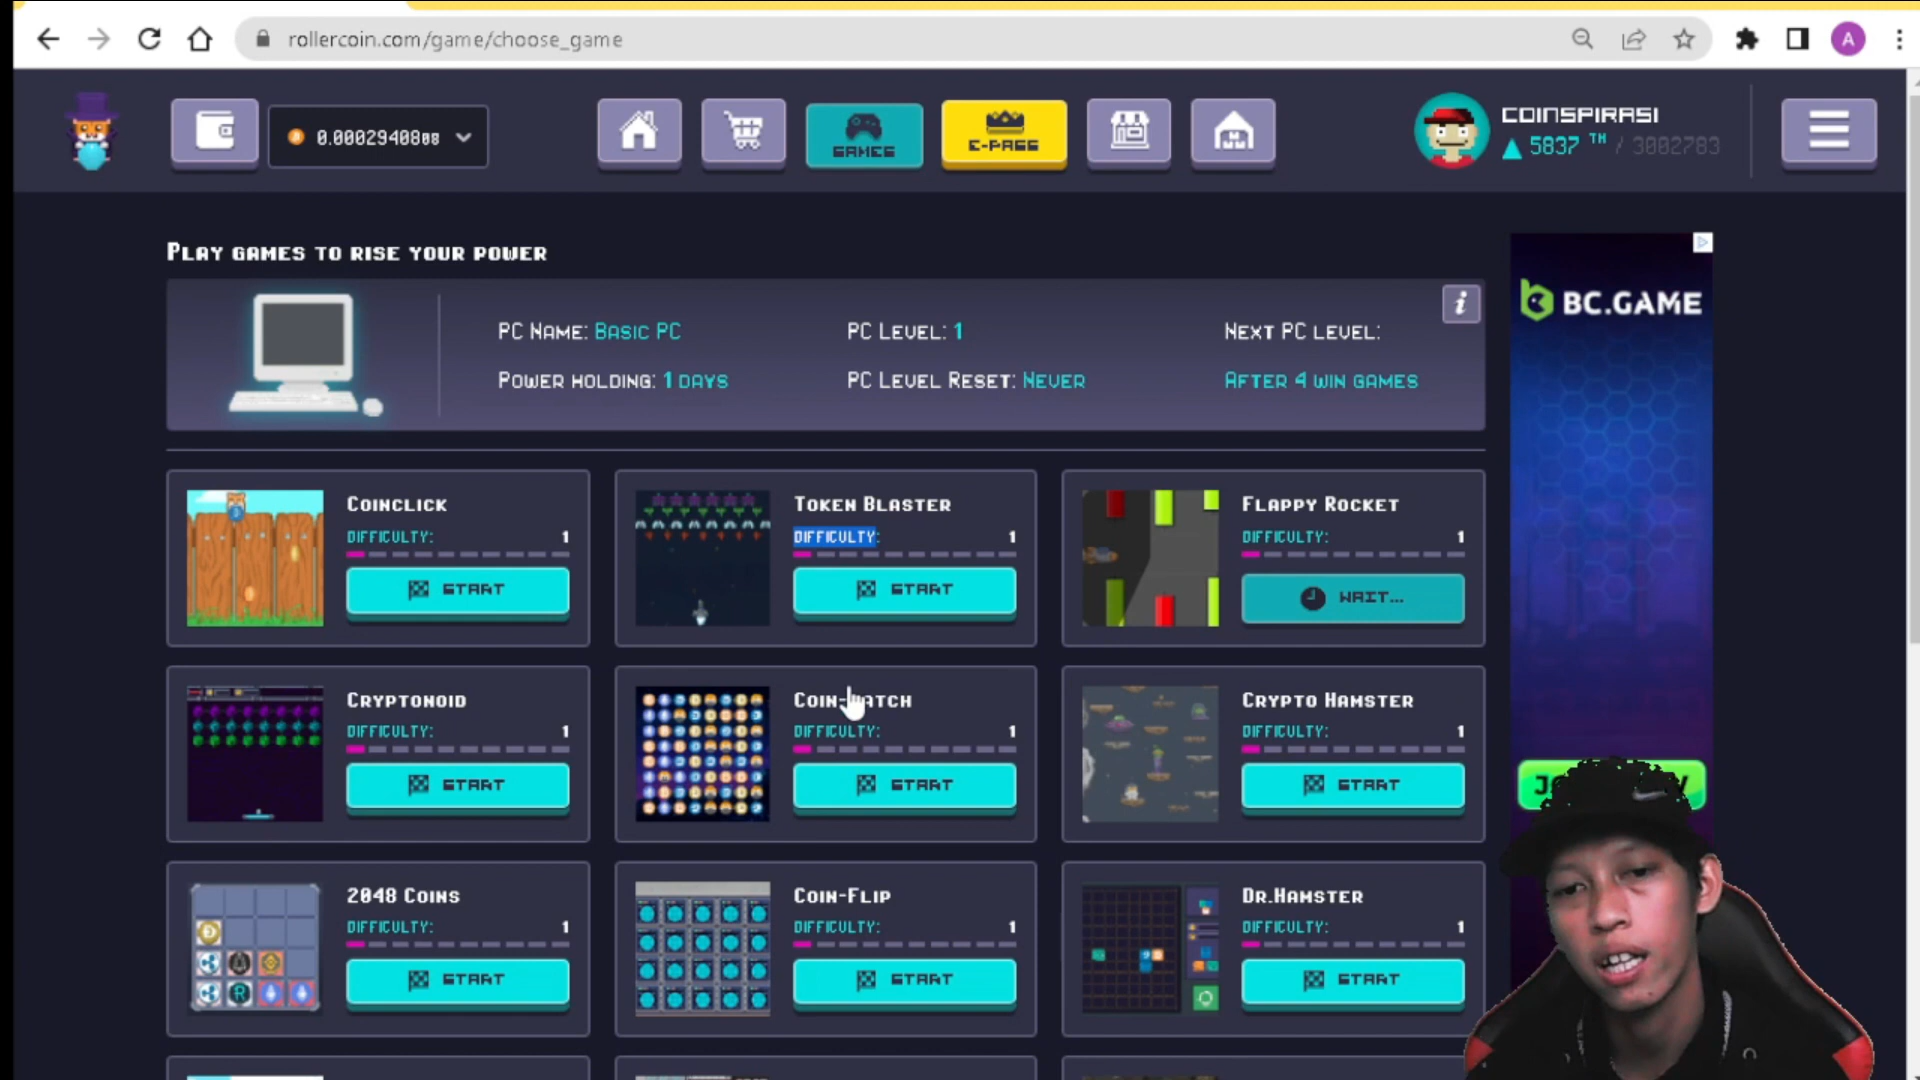 rollercoin.com/game/choose_game
A
0.0002940800
GAMES
E-PASS
COINSPIRASI
5837 TH / 3002783
PLAY GAMES TO RISE YOUR POWER
PC NAME: BASIC PC
PC LEVEL: 1
NEXT PC LEVEL:
POWER HOLDING: 1 DAYS
PC LEVEL RESET: NEVER
AFTER 4 WIN GAMES
i
BC.GAME
COINCLICK
DIFFICULTY: 1
START
TOKEN BLASTER
DIFFICULTY: 1
START
FLAPPY ROCKET
DIFFICULTY: 1
WAIT...
CRYPTONOID
DIFFICULTY: 1
START
DIFFICULTY: 1
START
CRYPTO HAMSTER
DIFFICULTY: 1
START
2048 COINS
DIFFICULTY: 1
START
COIN-FLIP
DIFFICULTY: 1
START
DR.HAMSTER
DIFFICULTY: 1
START